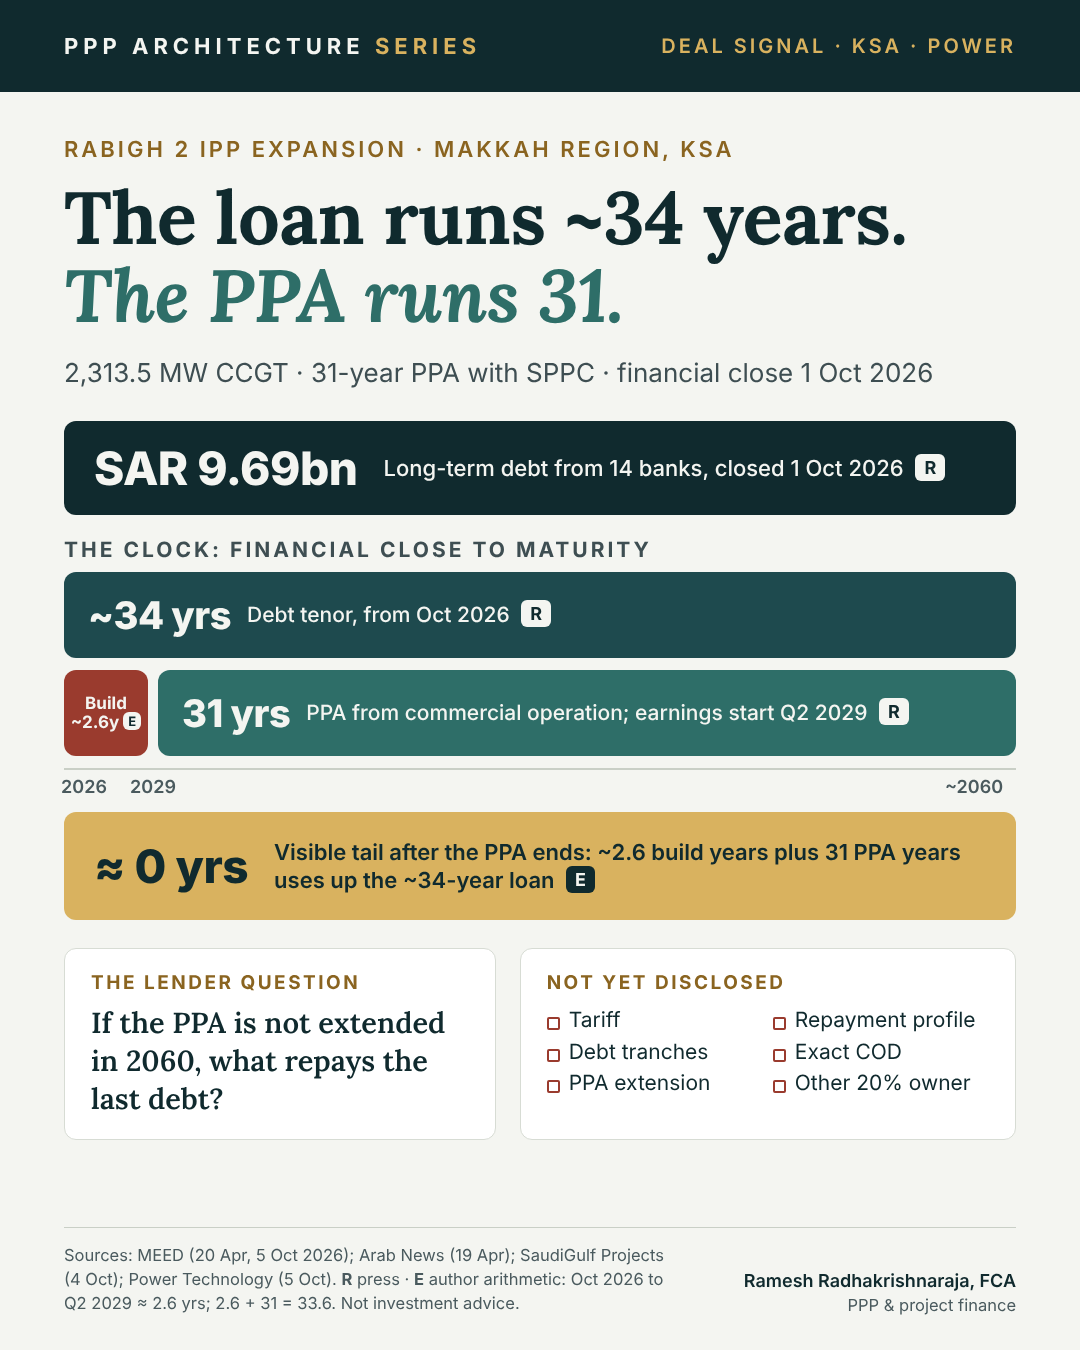 PPP ARCHITECTURE SERIES
DEAL SIGNAL · KSA · POWER
RABIGH 2 IPP EXPANSION · MAKKAH REGION, KSA
The loan runs ~34 years.
The PPA runs 31.
2,313.5 MW CCGT · 31-year PPA with SPPC · financial close 1 Oct 2026
SAR 9.69bn Long-term debt from 14 banks, closed 1 Oct 2026 R
THE CLOCK: FINANCIAL CLOSE TO MATURITY
~34 yrs Debt tenor, from Oct 2026 R
Build
~2.6y E
31 yrs PPA from commercial operation; earnings start Q2 2029 R
2026 2029 ~2060
≈ 0 yrs
Visible tail after the PPA ends: ~2.6 build years plus 31 PPA years
uses up the ~34-year loan E
THE LENDER QUESTION
If the PPA is not extended
in 2060, what repays the
last debt?
NOT YET DISCLOSED
Tariff
Debt tranches
PPA extension
Repayment profile
Exact COD
Other 20% owner
Sources: MEED (20 Apr, 5 Oct 2026); Arab News (19 Apr); SaudiGulf Projects
(4 Oct); Power Technology (5 Oct). R press · E author arithmetic: Oct 2026 to
Q2 2029 ≈ 2.6 yrs; 2.6 + 31 = 33.6. Not investment advice.
Ramesh Radhakrishnaraja, FCA
PPP & project finance